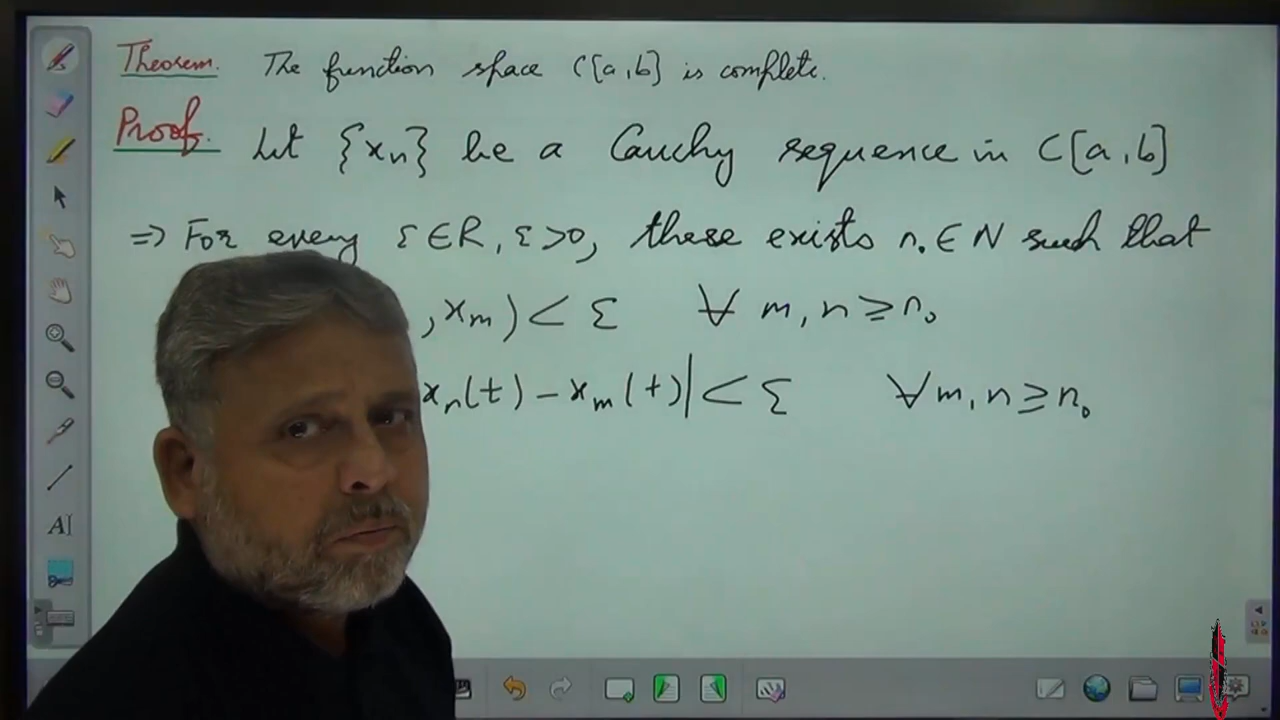 Theorem. The function space C[a,b] is complete.
Proof. Let {xn} be a Cauchy sequence in C[a,b]
⇒ For every ε∈R, ε>0, there exists n₀∈N such that
,xm) < ε ∀ m,n ≥ n₀
xn(t) - xm(t)| < ε ∀ m,n ≥ n₀
A